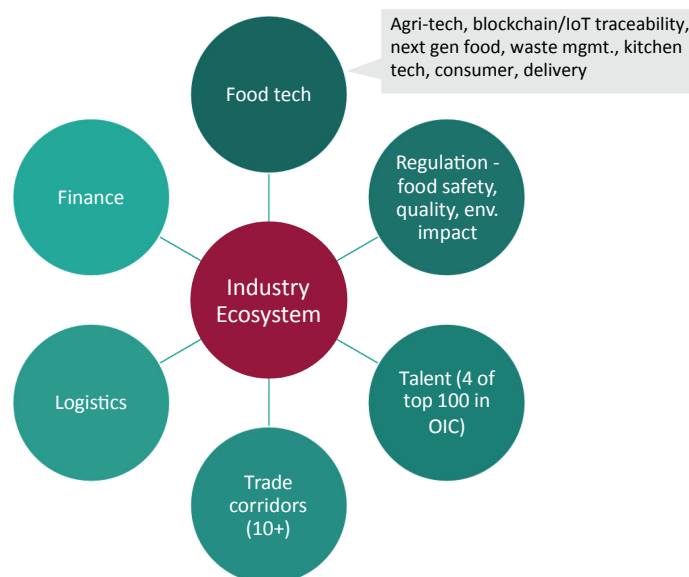 Agri-tech, blockchain/IoT traceability,
next gen food, waste mgmt., kitchen
tech, consumer, delivery
Food tech
Regulation -
food safety,
quality, env.
impact
Finance
Industry
Ecosystem
Talent (4 of
top 100 in
OIC)
Logistics
Trade
corridors
(10+)